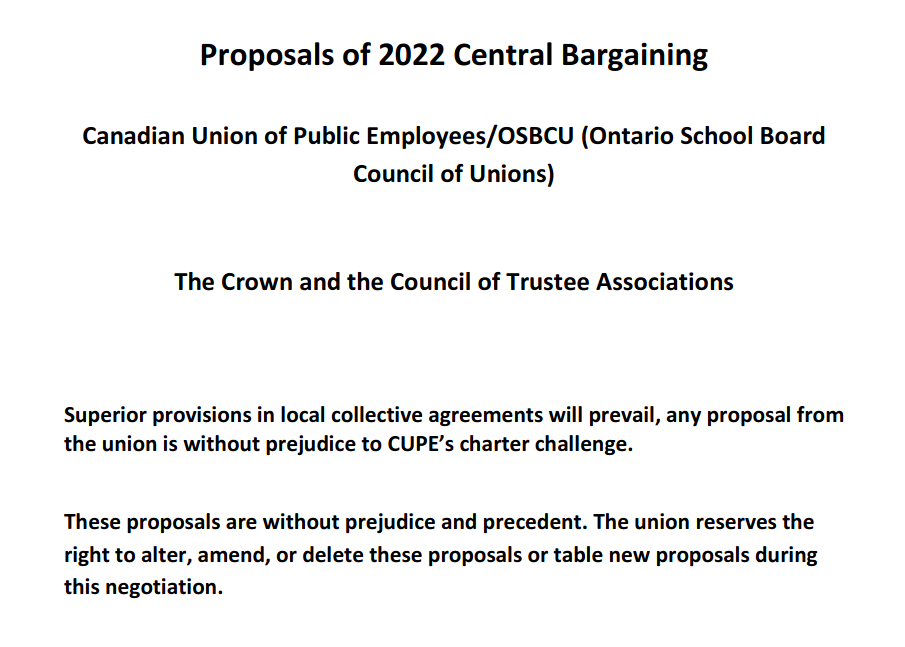 Proposals of 2022 Central Bargaining
Canadian Union of Public Employees/OSBCU (Ontario School Board
Council of Unions)
The Crown and the Council of Trustee Associations
Superior provisions in local collective agreements will prevail, any proposal from
the union is without prejudice to CUPE’s charter challenge.
These proposals are without prejudice and precedent. The union reserves the
right to alter, amend, or delete these proposals or table new proposals during
this negotiation.